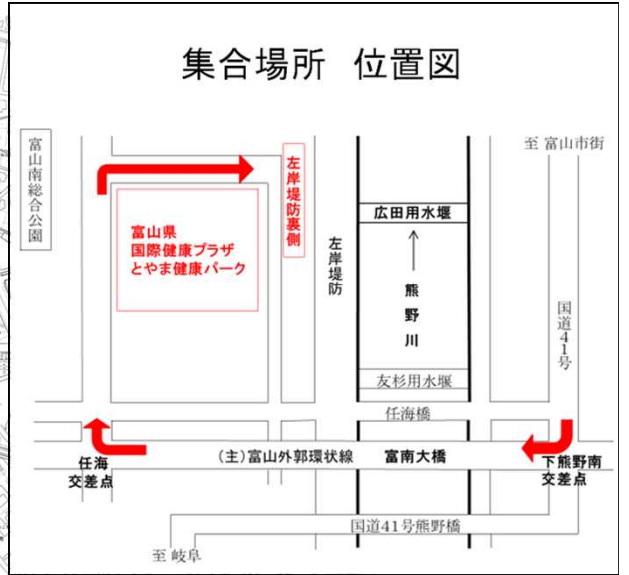 集合場所 位置図
至 富山市街
富山南総合公園
左岸堤防裏側
広田用水堰
富山県
国際健康プラザ
とやま健康パーク
左岸堤防
熊野川
国道41号
友杉用水堰
任海橋
任海
交差点
(主)富山外郭環状線
富南大橋
下熊野南
交差点
国道41号熊野橋
至 岐阜